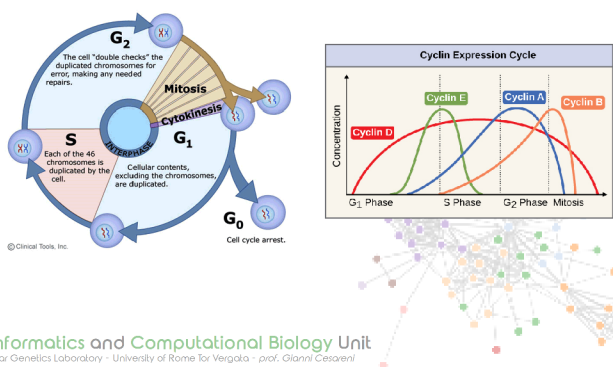 G2
The cell "double checks" the
duplicated chromosomes for
error, making any needed
repairs.
Mitosis
Cytokinesis
INTERPHASE
G1
S
Each of the 46
chromosomes is
duplicated by the
cell.
Cellular contents,
excluding the chromosomes,
are duplicated.
G0
Cell cycle arrest.
© Clinical Tools, Inc.
Cyclin Expression Cycle
Concentration
Cyclin D
Cyclin E
Cyclin A
Cyclin B
G1 Phase
S Phase
G2 Phase
Mitosis
nformatics and Computational Biology Unit
ar Genetics Laboratory - University of Rome Tor Vergata - prof. Gianni Cesareni